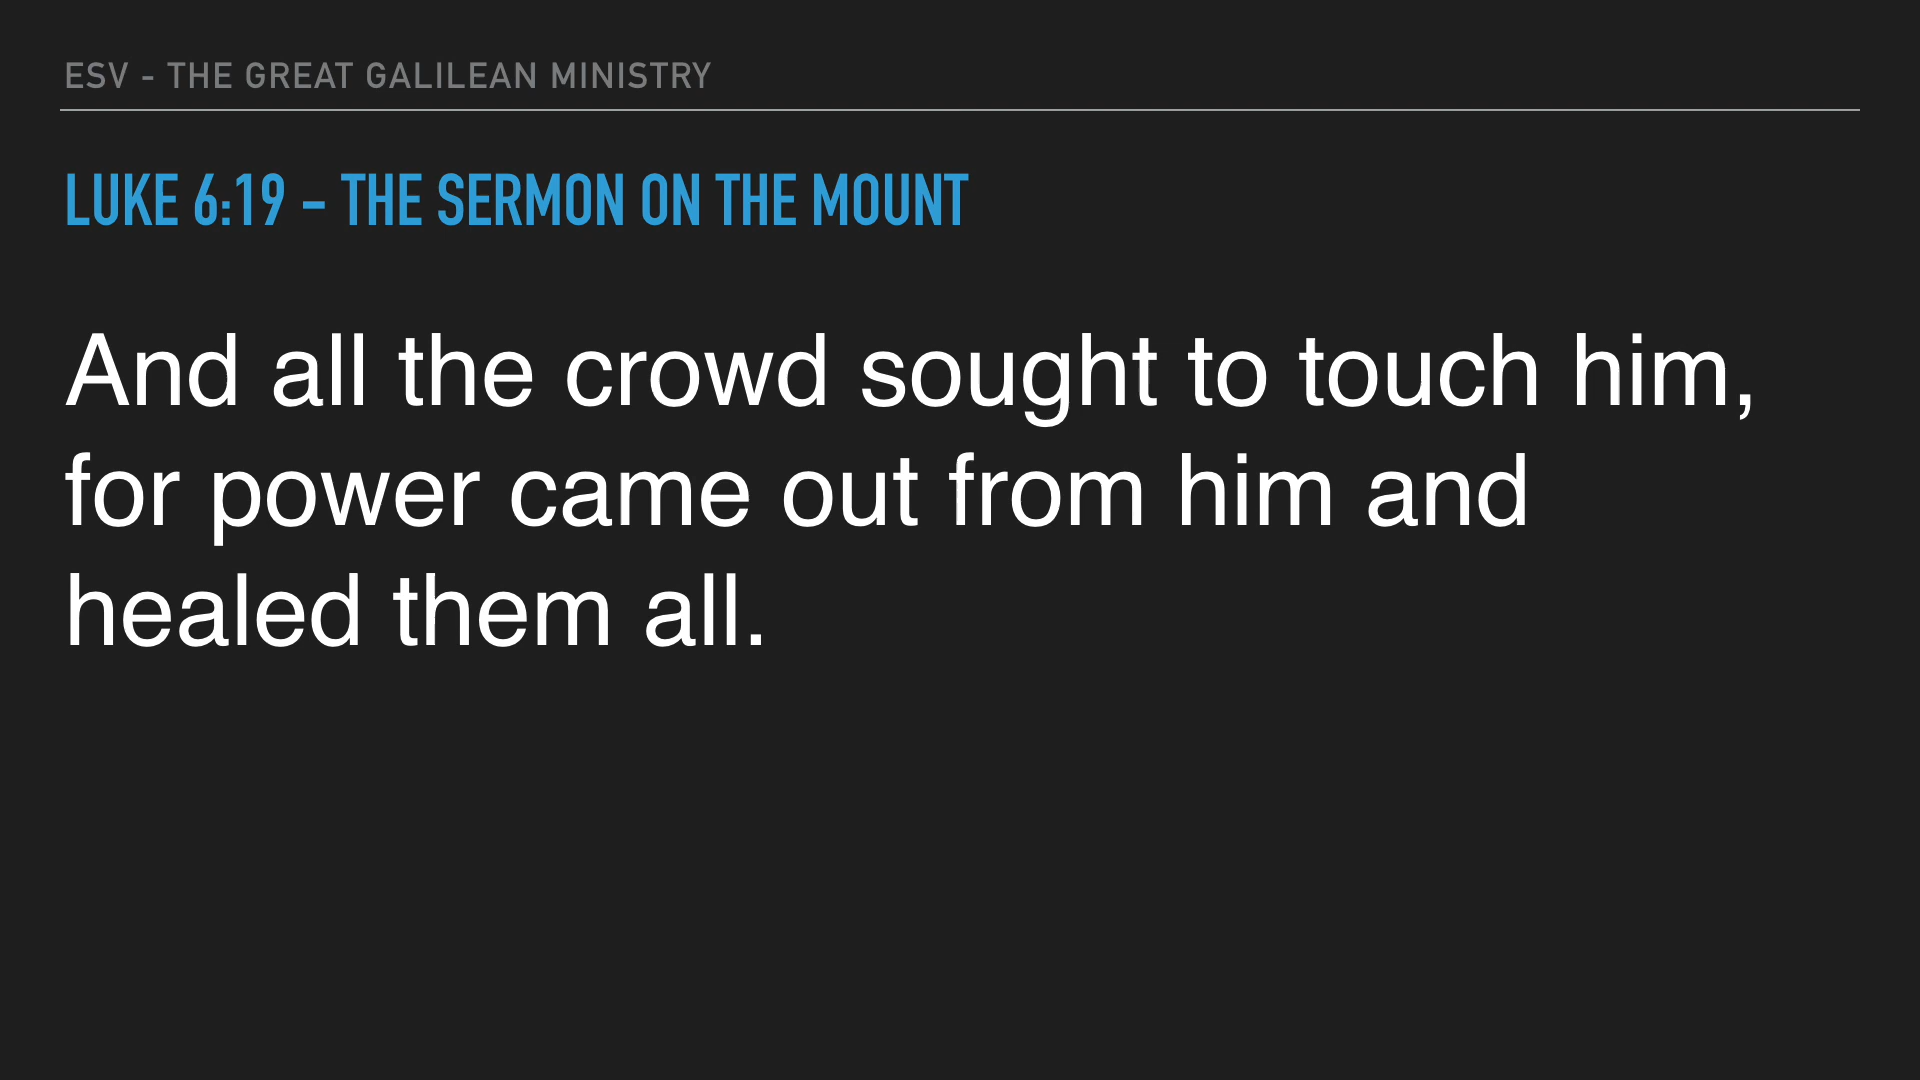 ESV - THE GREAT GALILEAN MINISTRY
LUKE 6:19 - THE SERMON ON THE MOUNT
And all the crowd sought to touch him,
for power came out from him and
healed them all.